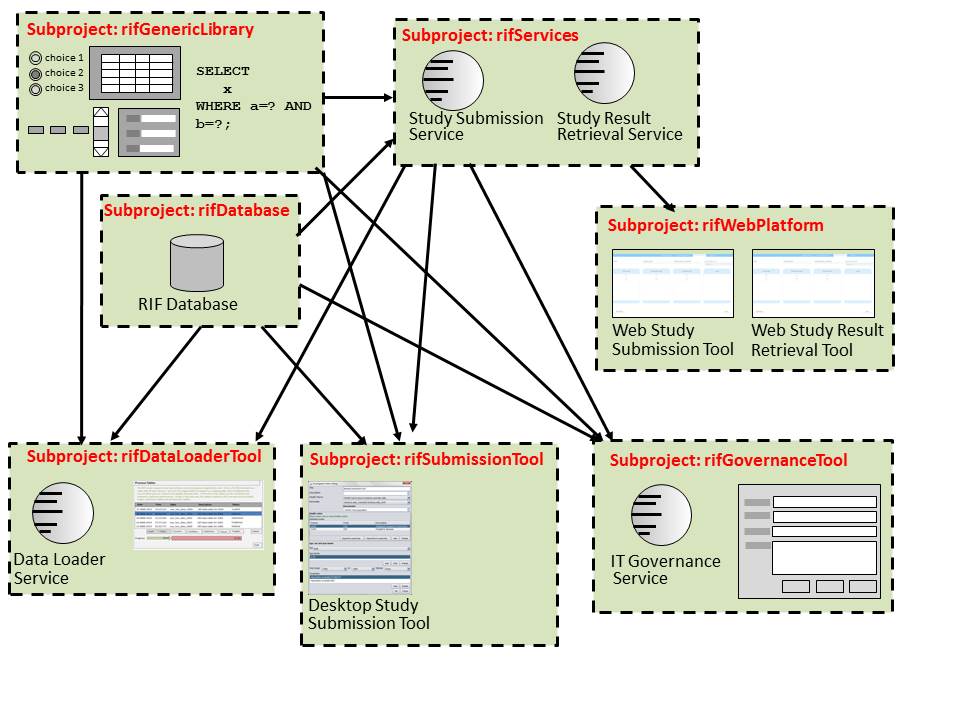 Subproject: rifGenericLibrary
choice 1
choice 2
choice 3
SELECT
x
WHERE a=? AND
b=?;
Subproject: rifServices
Study Submission
Service
Study Result
Retrieval Service
Subproject: rifDatabase
RIF Database
Subproject: rifWebPlatform
Web Study
Submission Tool
Web Study Result
Retrieval Tool
Subproject: rifDataLoaderTool
Data Loader
Service
Subproject: rifSubmissionTool
Desktop Study
Submission Tool
Subproject: rifGovernanceTool
IT Governance
Service